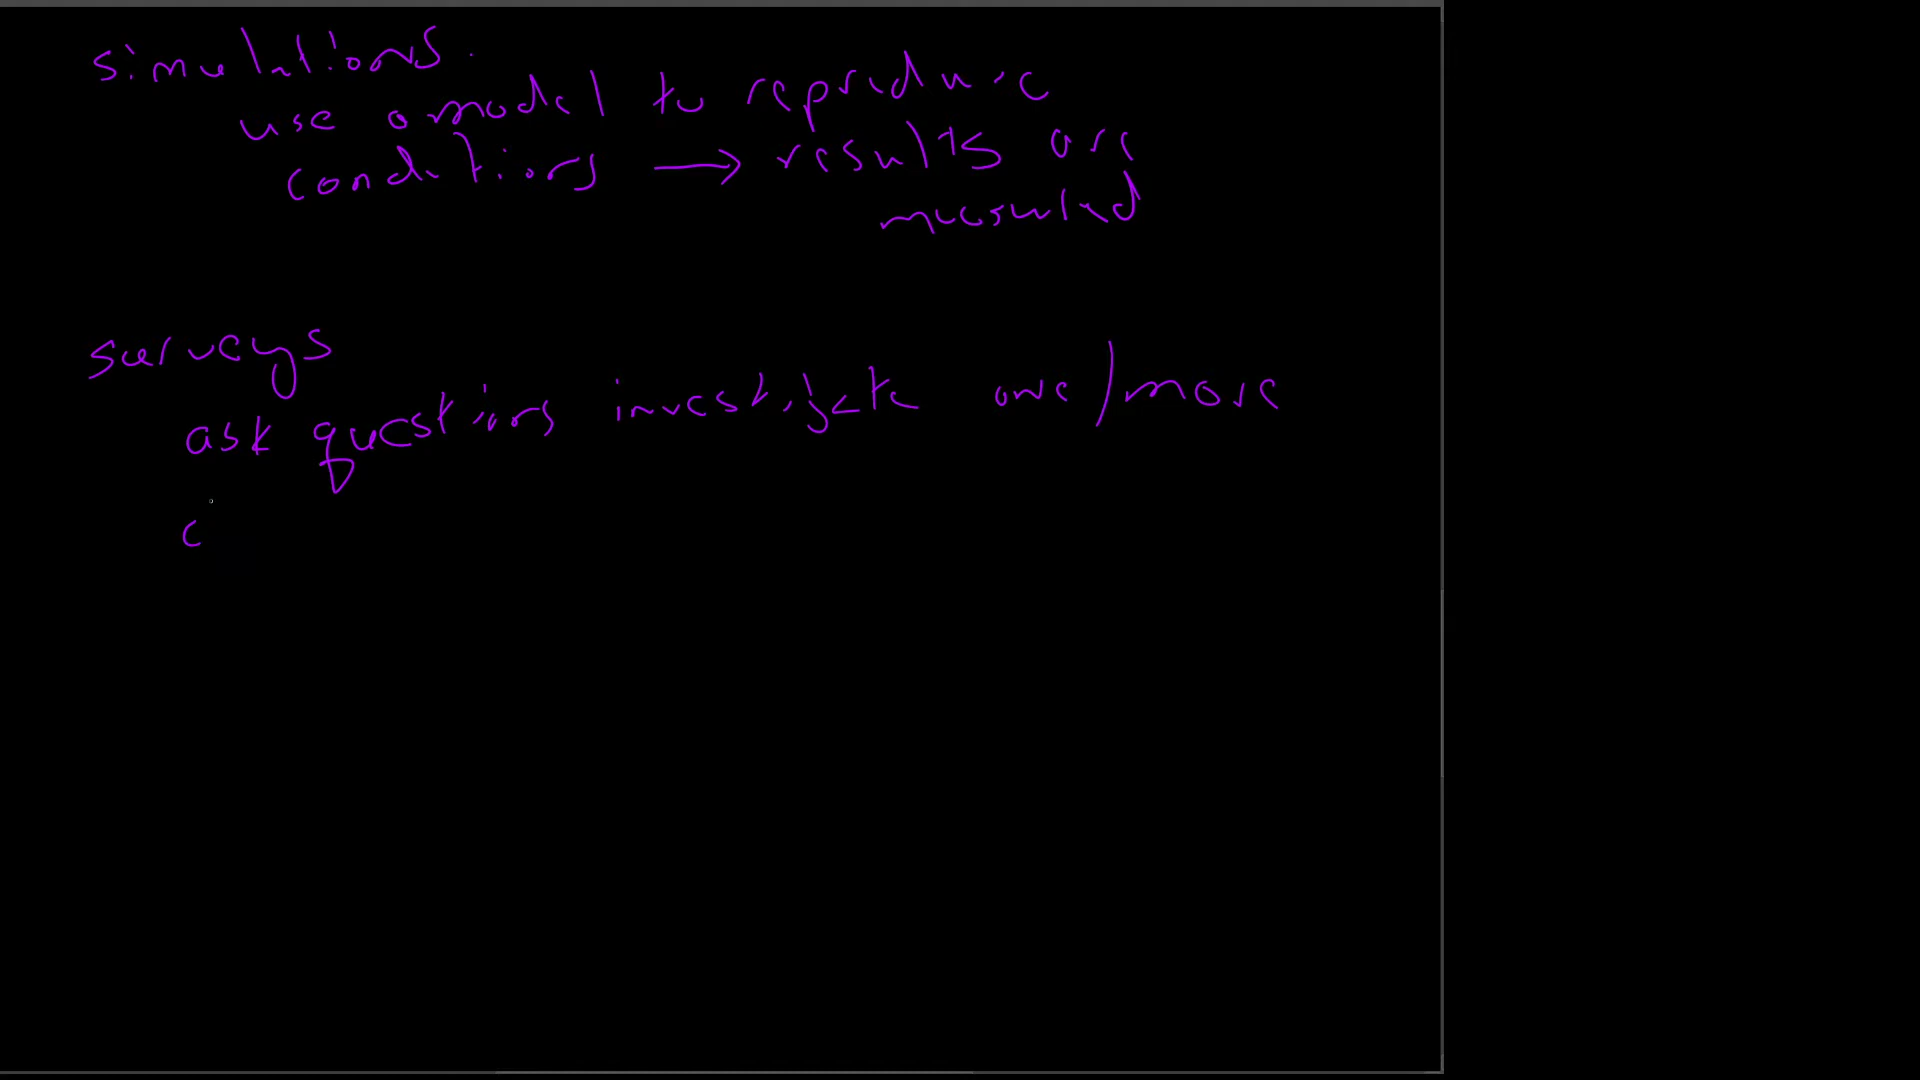 simulations.
use a model to reproduce
conditions → results are
measured
surveys
ask questions investigate one/more
c